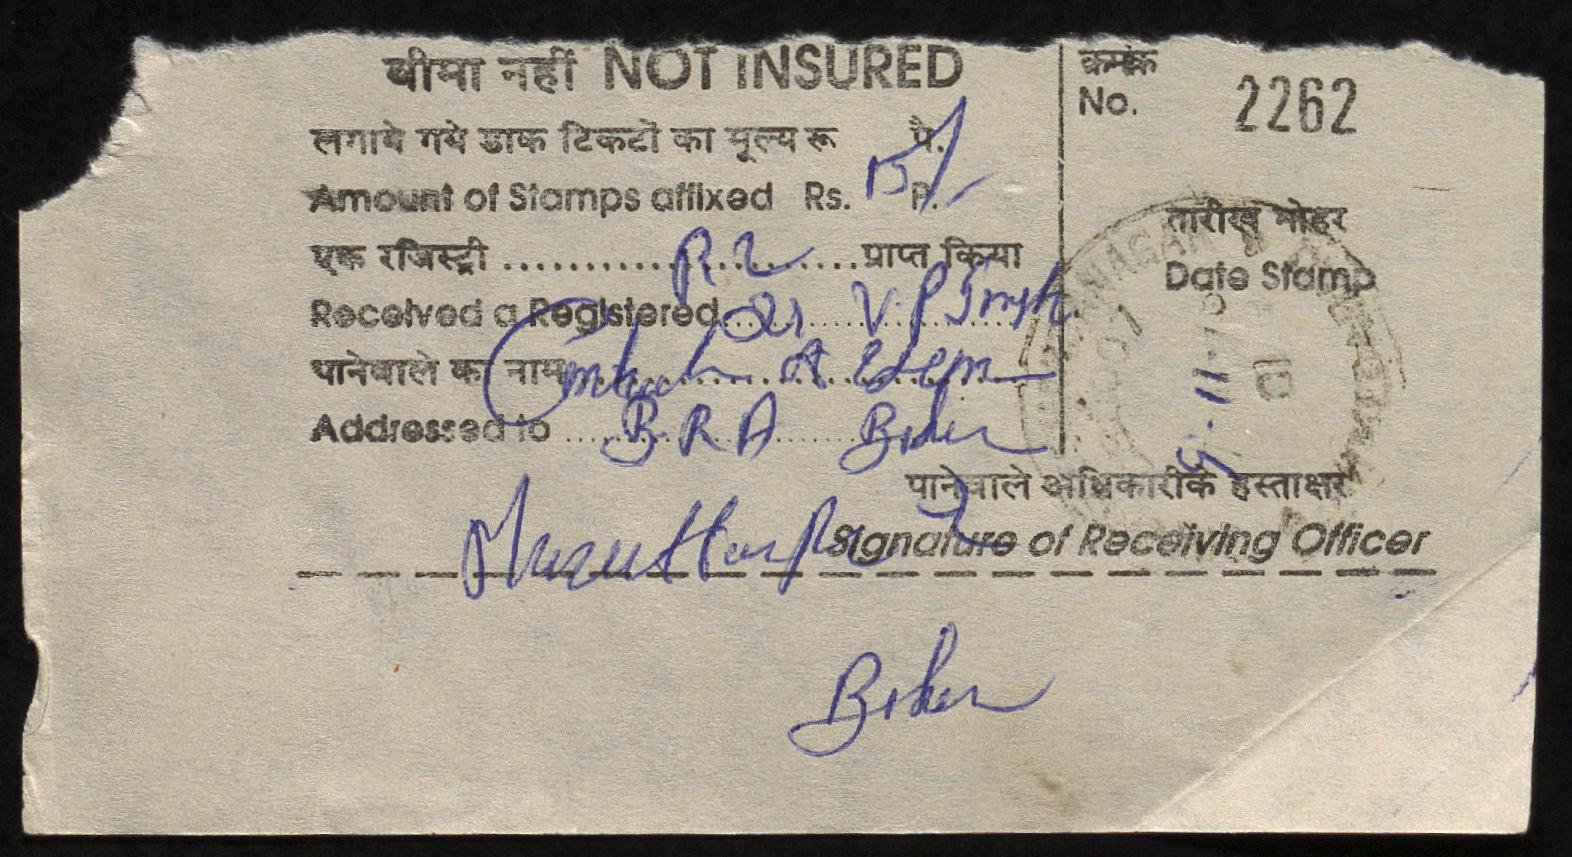 बीमा नहीं NOT INSURED
क्रमांक
No. 2262
लगाये गये डाक टिकटों का मूल्य रू पै.
Amount of Stamps affixed Rs. 15/- P.
एक रजिस्ट्री .................... प्राप्त किया
Received a Registered.... Dr V.P Singh
पानेवाले का नाम
Addressed to ..... B R A Bihar
तारीख मोहर
Date Stamp
पानेवाले अधिकारीके हस्ताक्षर
Signature of Receiving Officer
Bihar